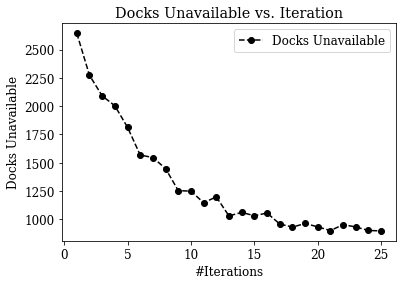 Docks Unavailable vs. Iteration
Docks Unavailable
Docks Unavailable
2500
2250
2000
1750
1500
1250
1000
0 5 10 15 20 25
#Iterations